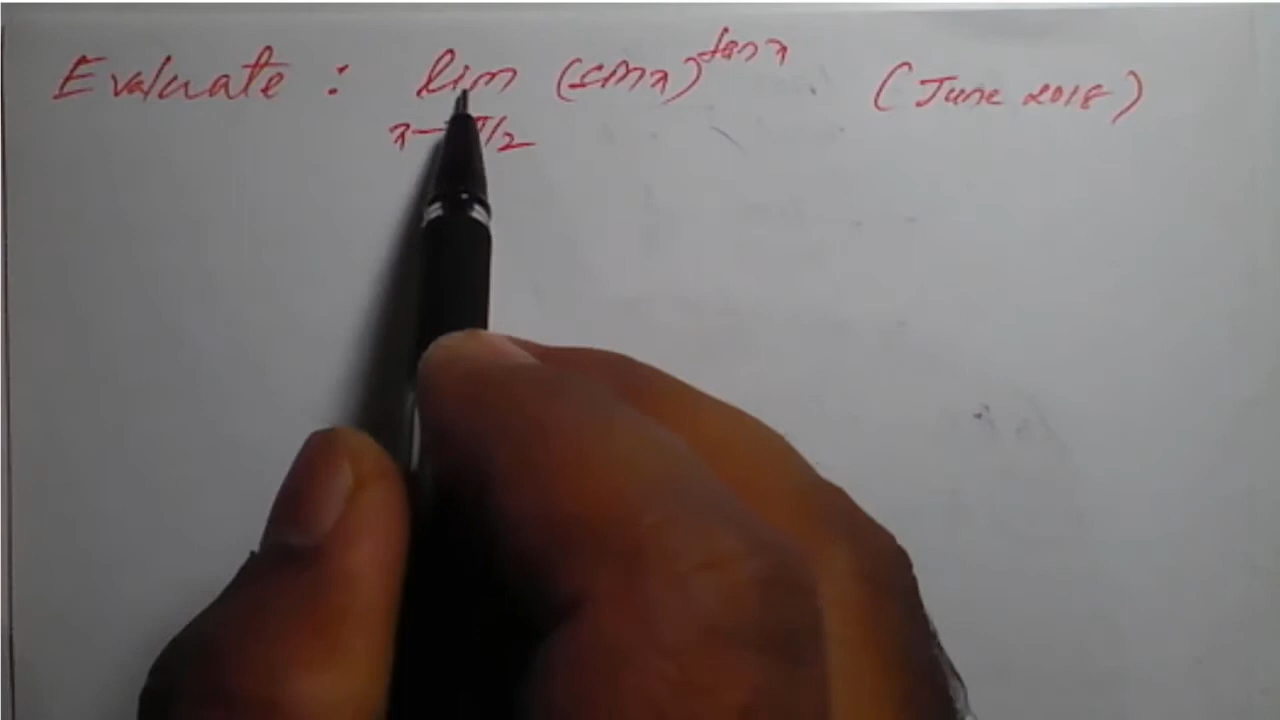 Evaluate : lim (sin x)^tan x (June 2018)
x→π/2